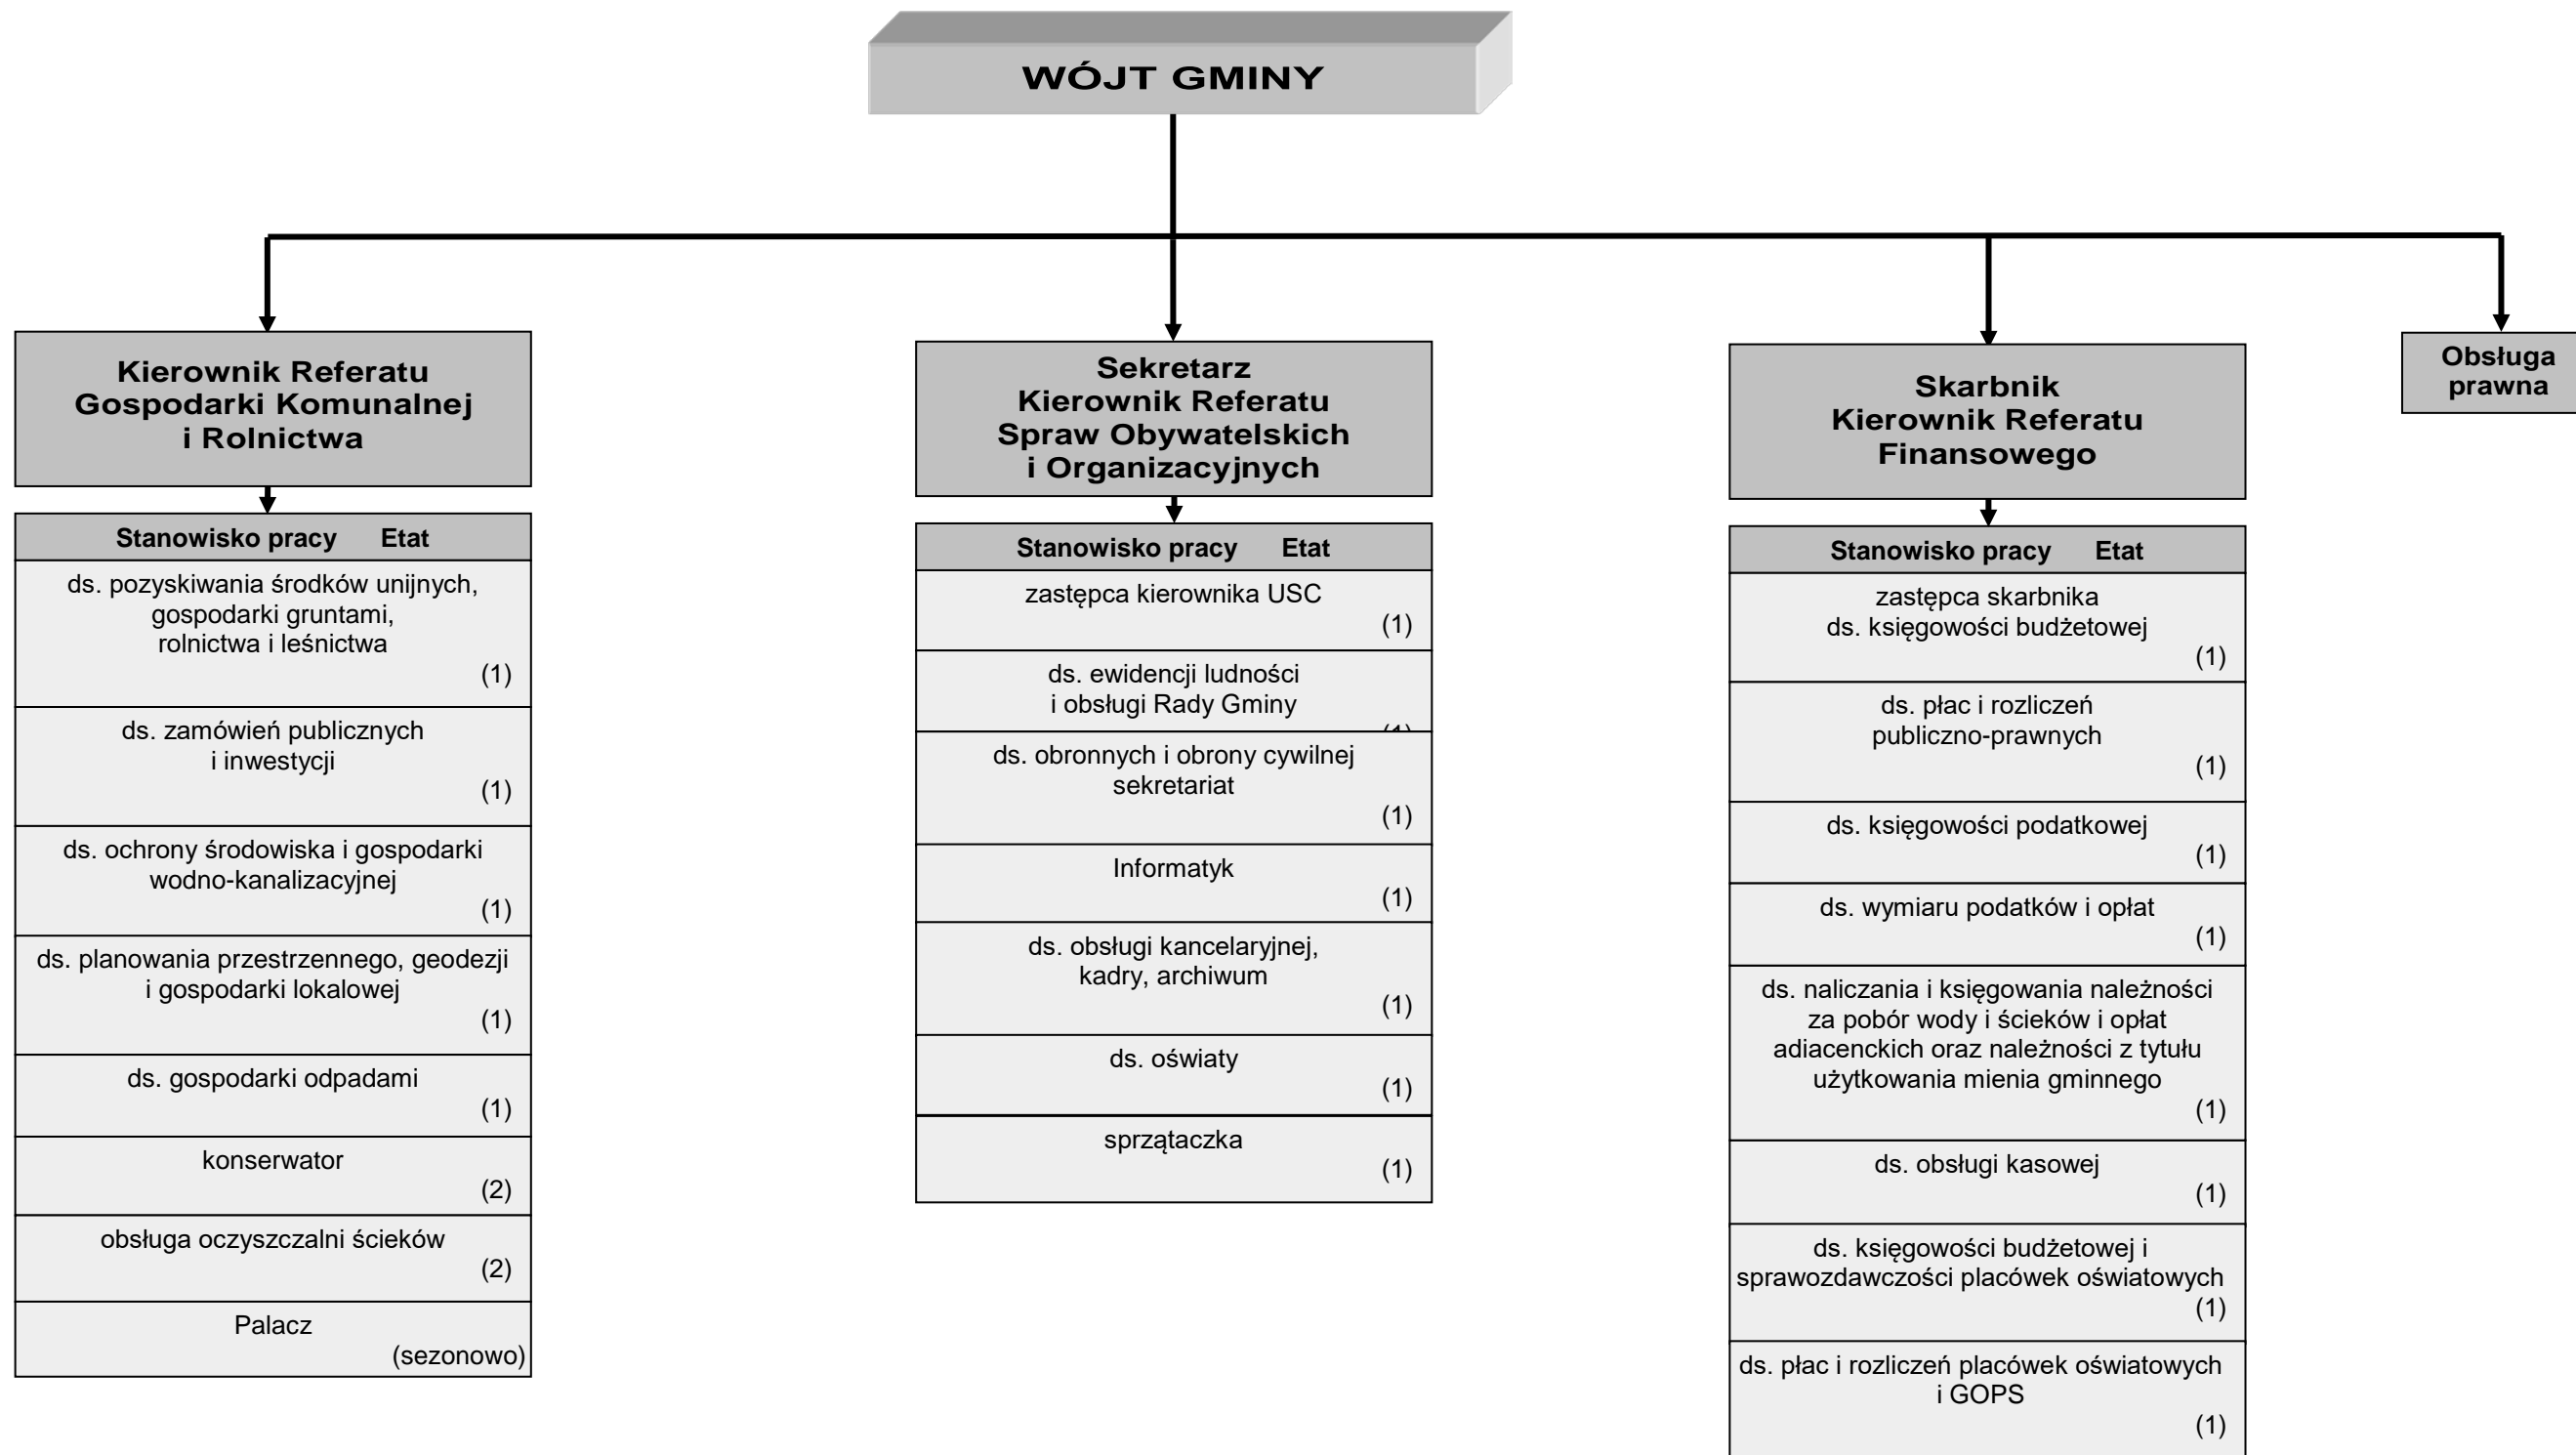 WÓJT GMINY
Kierownik Referatu
Gospodarki Komunalnej
i Rolnictwa
Stanowisko pracy Etat
ds. pozyskiwania środków unijnych,
gospodarki gruntami,
rolnictwa i leśnictwa
(1)
ds. zamówień publicznych
i inwestycji
(1)
ds. ochrony środowiska i gospodarki
wodno-kanalizacyjnej
(1)
ds. planowania przestrzennego, geodezji
i gospodarki lokalowej
(1)
ds. gospodarki odpadami
(1)
konserwator
(2)
obsługa oczyszczalni ścieków
(2)
Palacz
(sezonowo)
Sekretarz
Kierownik Referatu
Spraw Obywatelskich
i Organizacyjnych
Stanowisko pracy Etat
zastępca kierownika USC
(1)
ds. ewidencji ludności
i obsługi Rady Gminy
(1)
ds. obronnych i obrony cywilnej
sekretariat
(1)
Informatyk
(1)
ds. obsługi kancelaryjnej,
kadry, archiwum
(1)
ds. oświaty
(1)
sprzątaczka
(1)
Skarbnik
Kierownik Referatu
Finansowego
Stanowisko pracy Etat
zastępca skarbnika
ds. księgowości budżetowej
(1)
ds. płac i rozliczeń
publiczno-prawnych
(1)
ds. księgowości podatkowej
(1)
ds. wymiaru podatków i opłat
(1)
ds. naliczania i księgowania należności
za pobór wody i ścieków i opłat
adiacenckich oraz należności z tytułu
użytkowania mienia gminnego
(1)
ds. obsługi kasowej
(1)
ds. księgowości budżetowej i
sprawozdawczości placówek oświatowych
(1)
ds. płac i rozliczeń placówek oświatowych
i GOPS
(1)
Obsługa
prawna